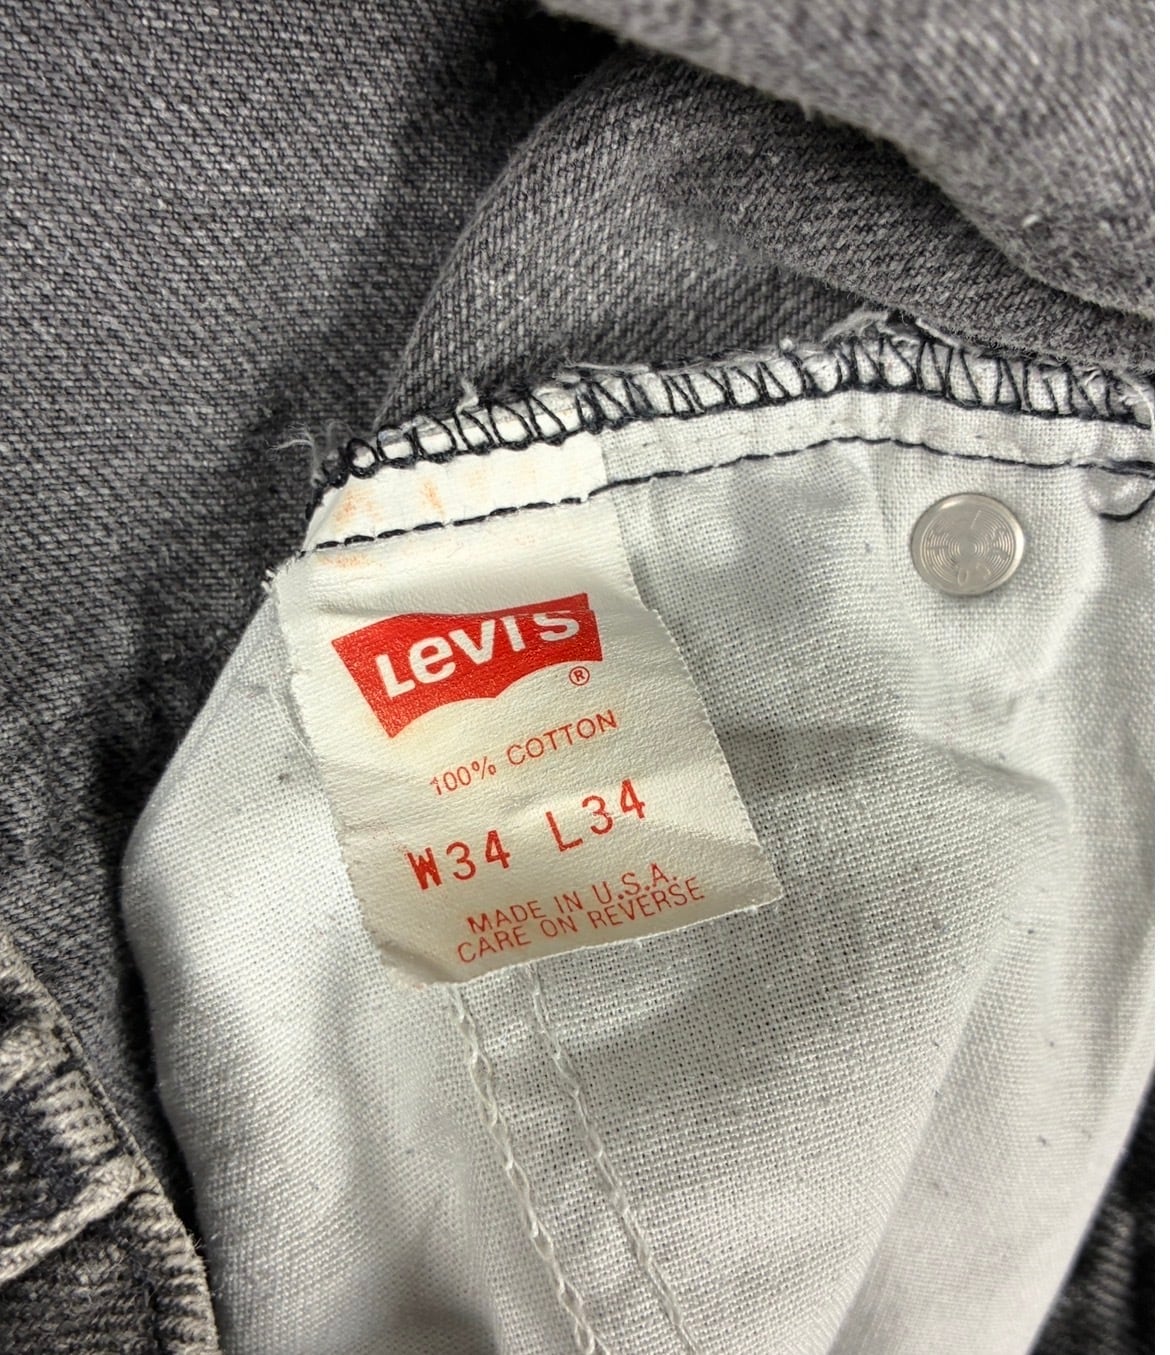 Levi's
®
100% COTTON
W34 L34
MADE IN U.S.A.
CARE ON REVERSE